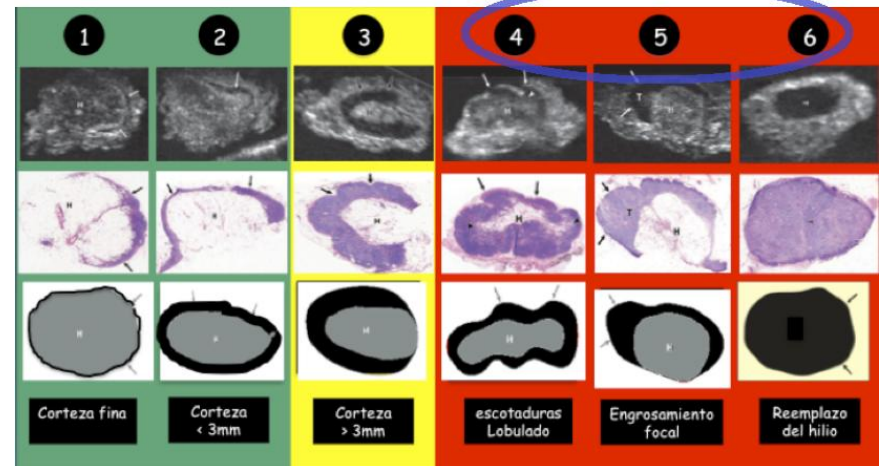 1 2 3 4 5 6
H H H H T H H
H H H H T H
H H H H H
Corteza fina
Corteza
< 3mm
Corteza
> 3mm
escotaduras
Lobulado
Engrosamiento
focal
Reemplazo
del hilio